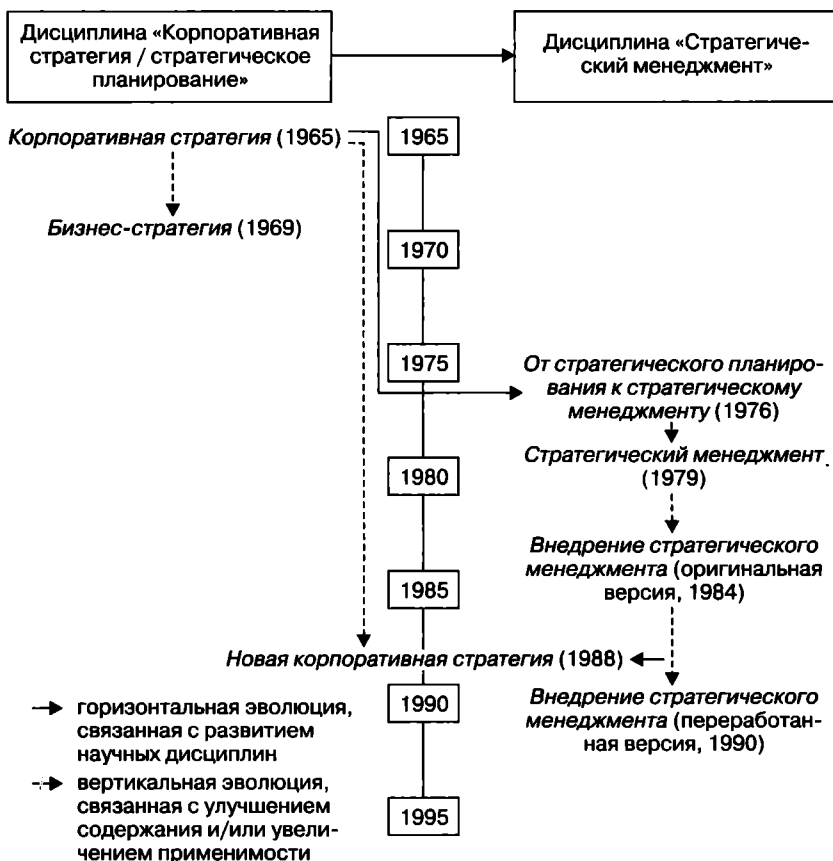 Дисциплина «Корпоративная
стратегия / стратегическое
планирование»
Дисциплина «Стратегиче-
ский менеджмент»
Корпоративная стратегия (1965)
1965
Бизнес-стратегия (1969)
1970
1975
От стратегического планиро-
вания к стратегическому
менеджменту (1976)
Стратегический менеджмент
(1979)
1980
Внедрение стратегического
менеджмента (оригинальная
версия, 1984)
1985
Новая корпоративная стратегия (1988)
1990
Внедрение стратегического
менеджмента (переработан-
ная версия, 1990)
горизонтальная эволюция,
связанная с развитием
научных дисциплин
вертикальная эволюция,
связанная с улучшением
содержания и/или увели-
чением применимости
1995